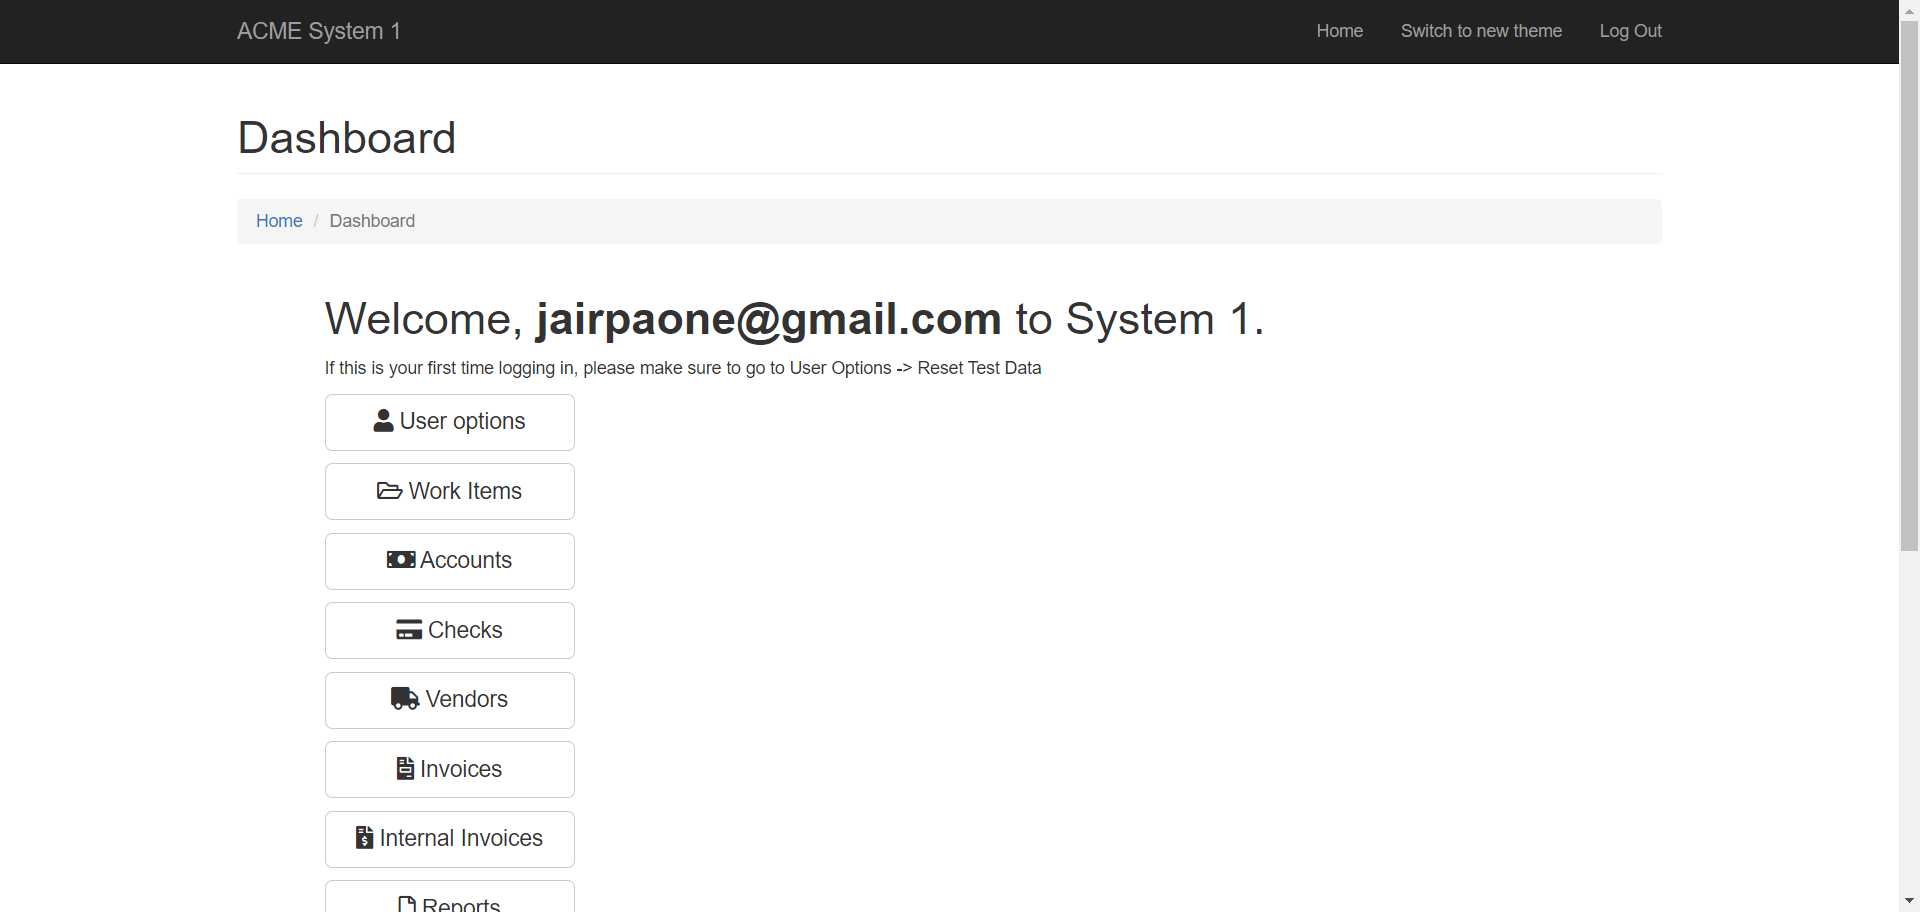 ACME System 1
Home
Switch to new theme
Log Out
Dashboard
Home / Dashboard
Welcome, jairpaone@gmail.com to System 1.
If this is your first time logging in, please make sure to go to User Options -> Reset Test Data
User options
Work Items
Accounts
Checks
Vendors
Invoices
Internal Invoices
Reports